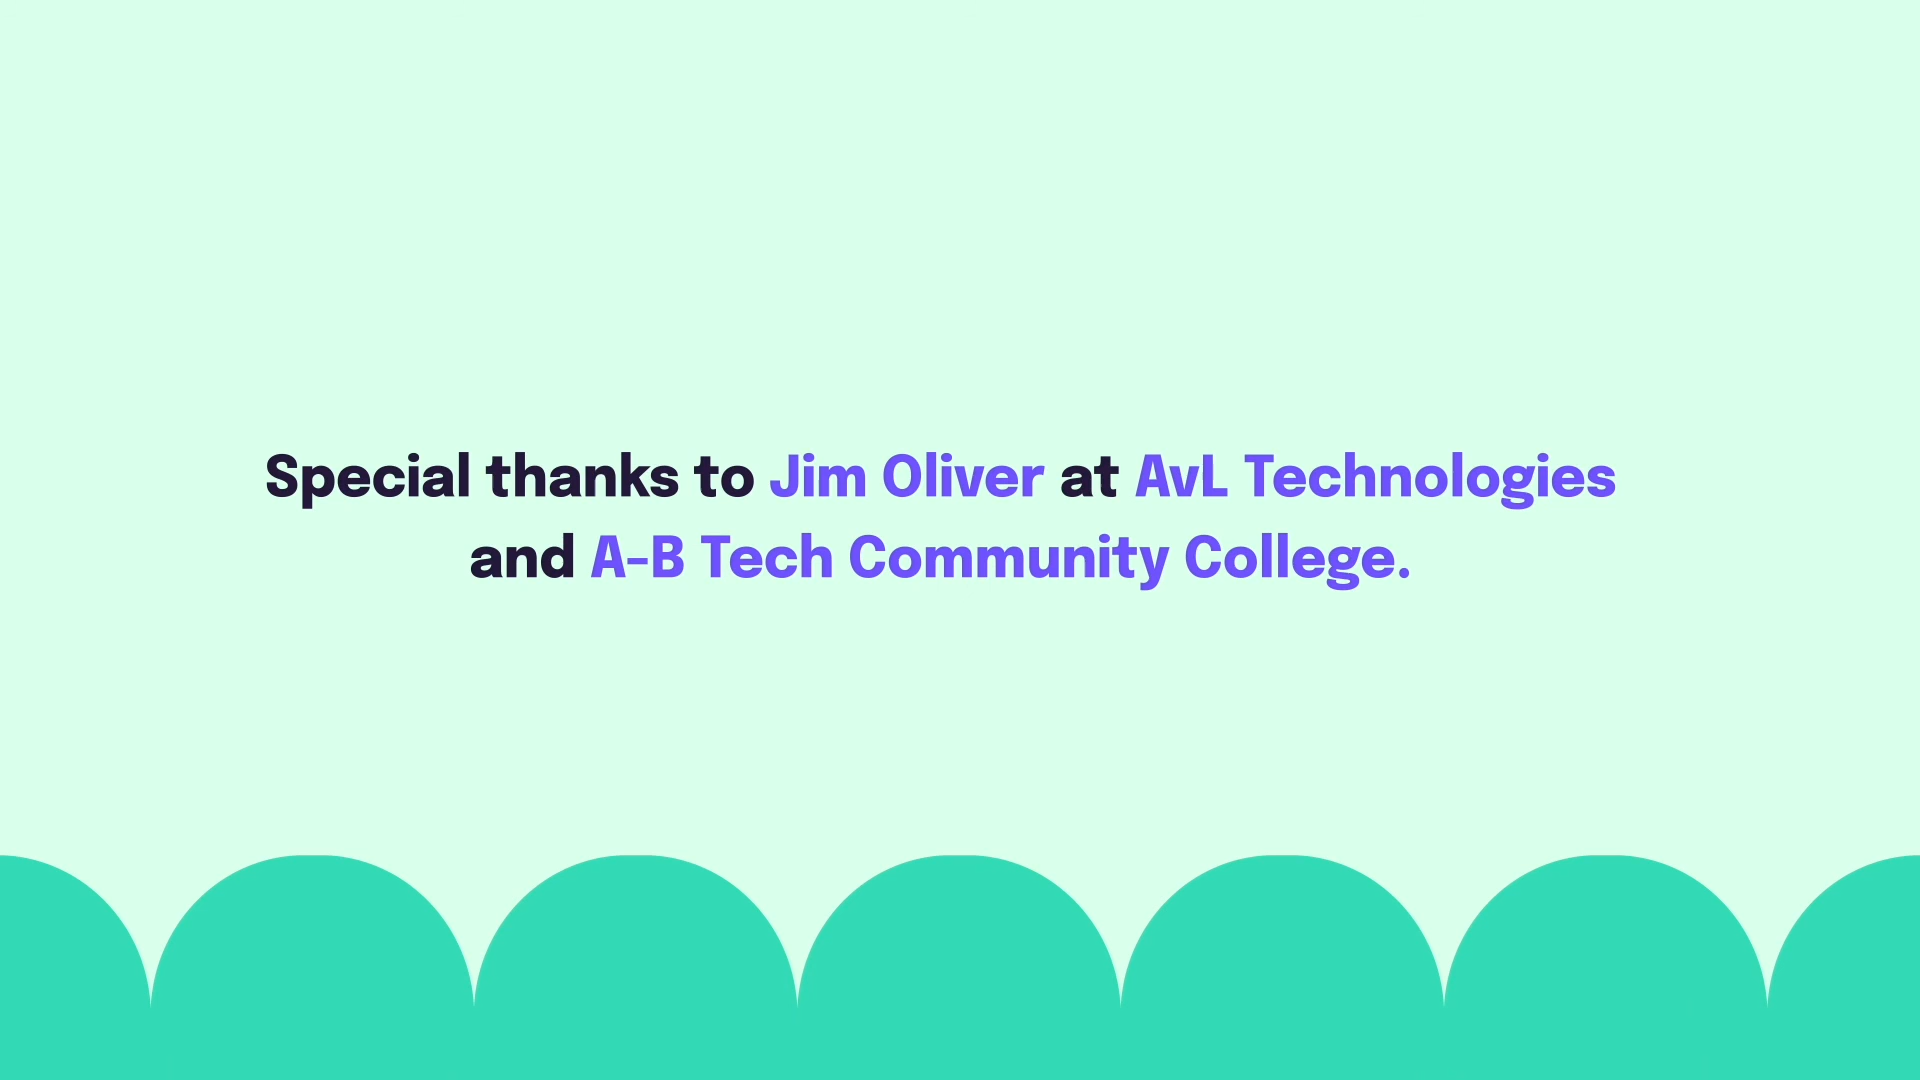 Special thanks to Jim Oliver at AvL Technologies
and A-B Tech Community College.